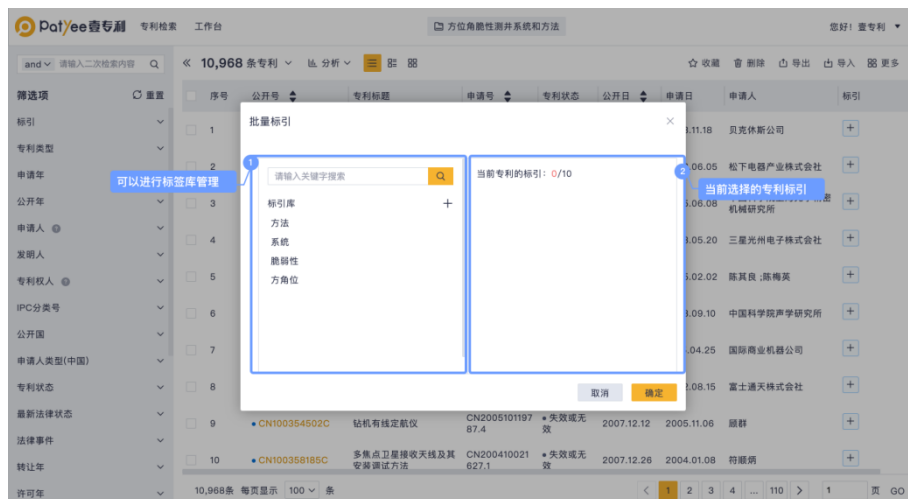 Patyee壹专利 专利检索 工作台 方位角脆性测井系统和方法 您好！壹专利
and 请输入二次检索内容 10,968 条专利 分析 收藏 删除 导出 导入 更多
筛选项 重置 序号 公开号 专利标题 申请号 专利状态 公开日 申请日 申请人 标引
标引
专利类型
申请年
公开年
申请人
发明人
专利权人
IPC分类号
公开国
申请人类型(中国)
专利状态
最新法律状态
法律事件
转让年
许可年
批量标引
1
请输入关键字搜索
可以进行标签库管理
标引库 +
方法
系统
脆弱性
方角位
当前专利的标引：0/10
2
当前选择的专利标引
取消 确定
1 .11.18 贝克休斯公司 +
2 .06.05 松下电器产业株式会社 +
3 .06.08 机械研究所 +
4 .05.20 三星光州电子株式会社 +
5 .02.02 陈其良 ;陈梅英 +
6 .09.10 中国科学院声学研究所 +
7 .04.25 国际商业机器公司 +
8 .08.15 富士通天株式会社 +
9 CN100354502C 钻机有线定航仪 CN200510119787.4 失效或无效 2007.12.12 2005.11.06 顾群 +
10 CN100358185C 多焦点卫星接收天线及其安装调试方法 CN200410021627.1 失效或无效 2007.12.26 2004.01.08 符顺炳 +
10,968条 每页显示 100 条 1 2 3 4 ... 110 1 页 GO